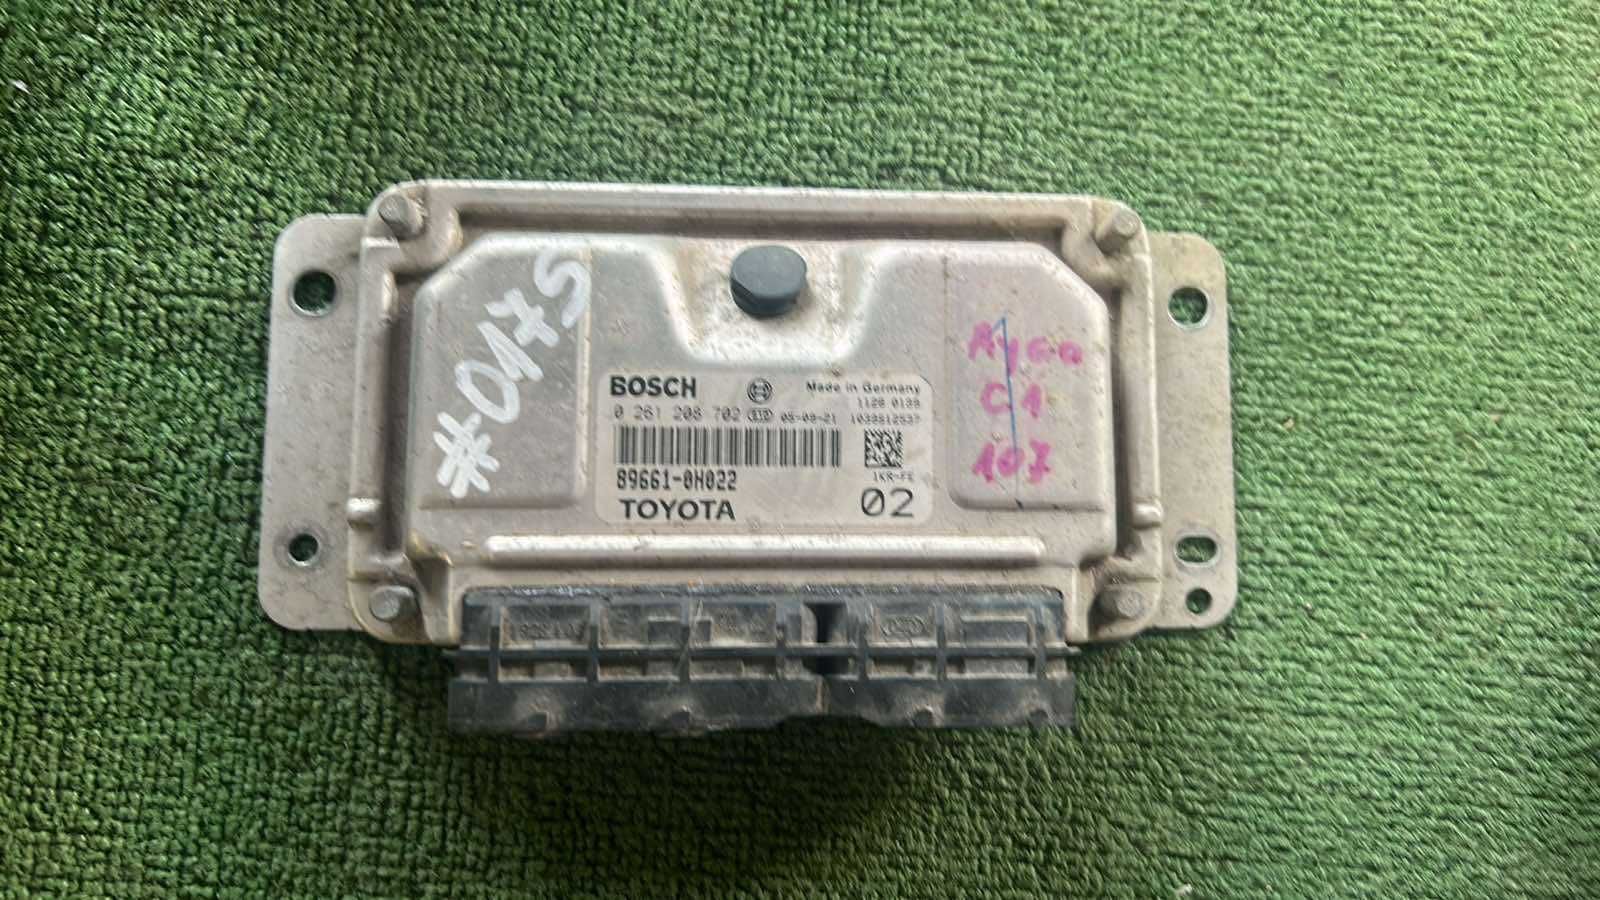 #-0175
BOSCH
Made in Germany
1126 0139
0 261 208 702
05-09-21 1039S12537
89661-0H022
1KR-FE
TOYOTA
02
Aygo
C1
107